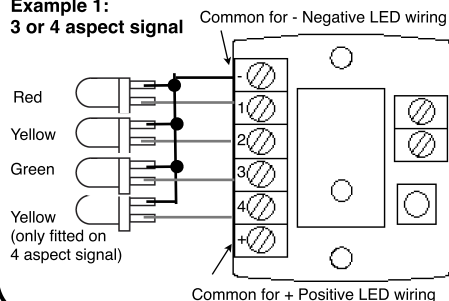 Example 1:
3 or 4 aspect signal
Common for - Negative LED wiring
-
Red
1
Yellow
2
Green
3
4
Yellow
(only fitted on
4 aspect signal)
+
Common for + Positive LED wiring